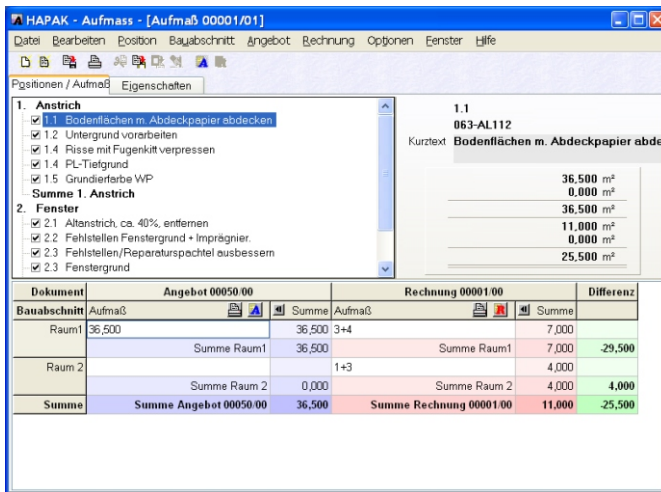 HAPAK - Aufmass - [Aufmaß 00001/01]
Datei Bearbeiten Position Bauabschnitt Angebot Rechnung Optionen Fenster Hilfe
Positionen / Aufmaß Eigenschaften
1. Anstrich
1.1 Bodenflächen m. Abdeckpapier abdecken
1.2 Untergrund vorarbeiten
1.4 Risse mit Fugenkitt verpressen
1.4 PL-Tiefgrund
1.5 Grundierfarbe WP
Summe 1. Anstrich
2. Fenster
2.1 Altanstrich, ca. 40%, entfernen
2.2 Fehlstellen Fenstergrund + Imprägnier.
2.3 Fehlstellen/Reparaturspachtel ausbessern
2.3 Fenstergrund
1.1
063-AL112
Kurztext Bodenflächen m. Abdeckpapier abde
36,500 m²
0,000 m²
36,500 m²
11,000 m²
0,000 m²
25,500 m²
Dokument Angebot 00050/00 Rechnung 00001/00 Differenz
Bauabschnitt Aufmaß A Summe Aufmaß R Summe
Raum1 36,500 36,500 3+4 7,000
Summe Raum1 36,500 Summe Raum1 7,000 -29,500
Raum 2 1+3 4,000
Summe Raum 2 0,000 Summe Raum 2 4,000 4,000
Summe Summe Angebot 00050/00 36,500 Summe Rechnung 00001/00 11,000 -25,500